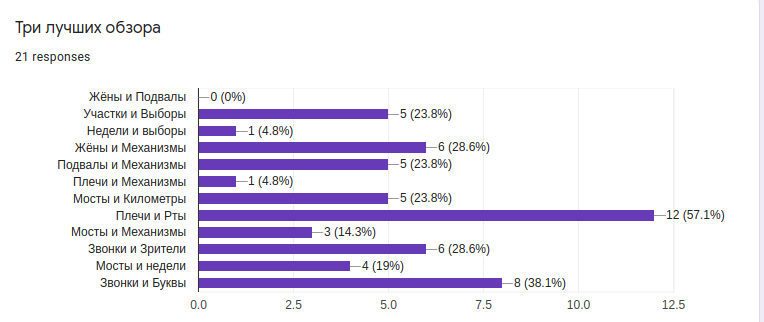 Три лучших обзора
21 responses
Жёны и Подвалы 0 (0%)
Участки и Выборы 5 (23.8%)
Недели и выборы 1 (4.8%)
Жёны и Механизмы 6 (28.6%)
Подвалы и Механизмы 5 (23.8%)
Плечи и Механизмы 1 (4.8%)
Мосты и Километры 5 (23.8%)
Плечи и Рты 12 (57.1%)
Мосты и Механизмы 3 (14.3%)
Звонки и Зрители 6 (28.6%)
Мосты и недели 4 (19%)
Звонки и Буквы 8 (38.1%)
0.0 2.5 5.0 7.5 10.0 12.5